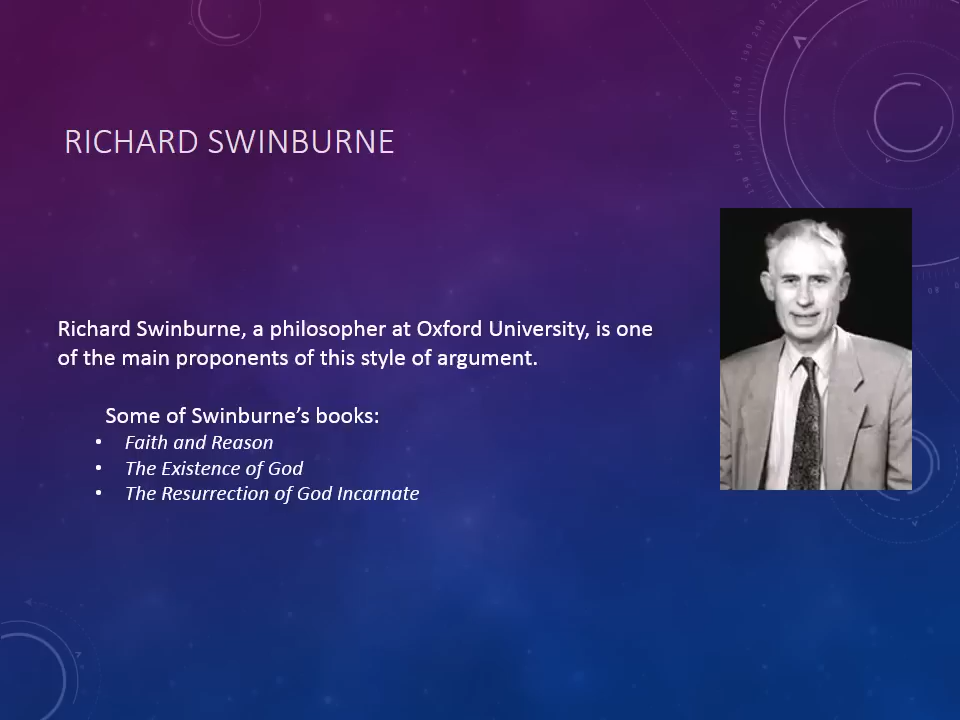 RICHARD SWINBURNE
Richard Swinburne, a philosopher at Oxford University, is one
of the main proponents of this style of argument.
Some of Swinburne’s books:
• Faith and Reason
• The Existence of God
• The Resurrection of God Incarnate